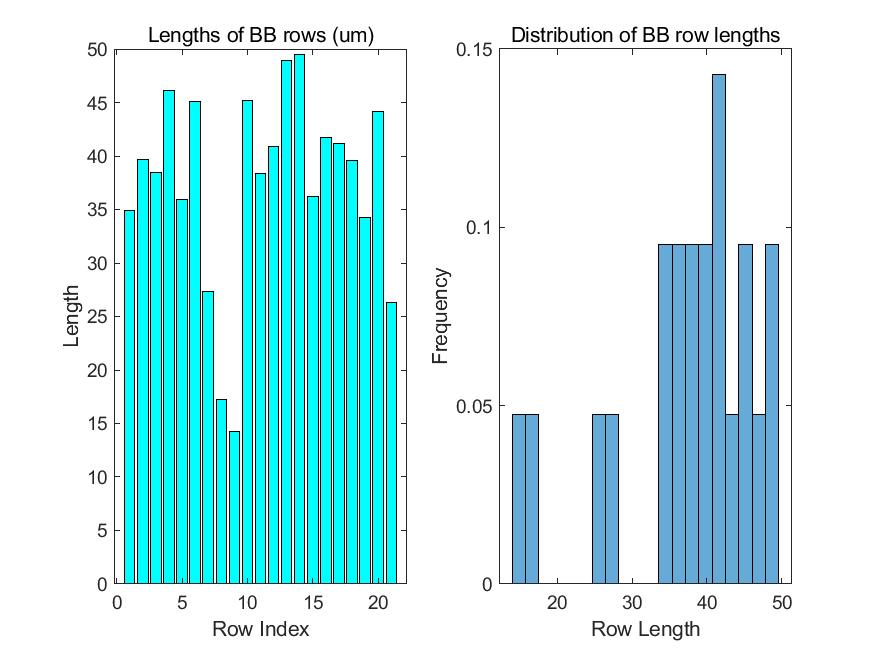 Lengths of BB rows (um)
50
45
40
35
30
25
20
15
10
5
0
Length
0 5 10 15 20
Row Index
Distribution of BB row lengths
0.15
0.1
0.05
0
Frequency
20 30 40 50
Row Length